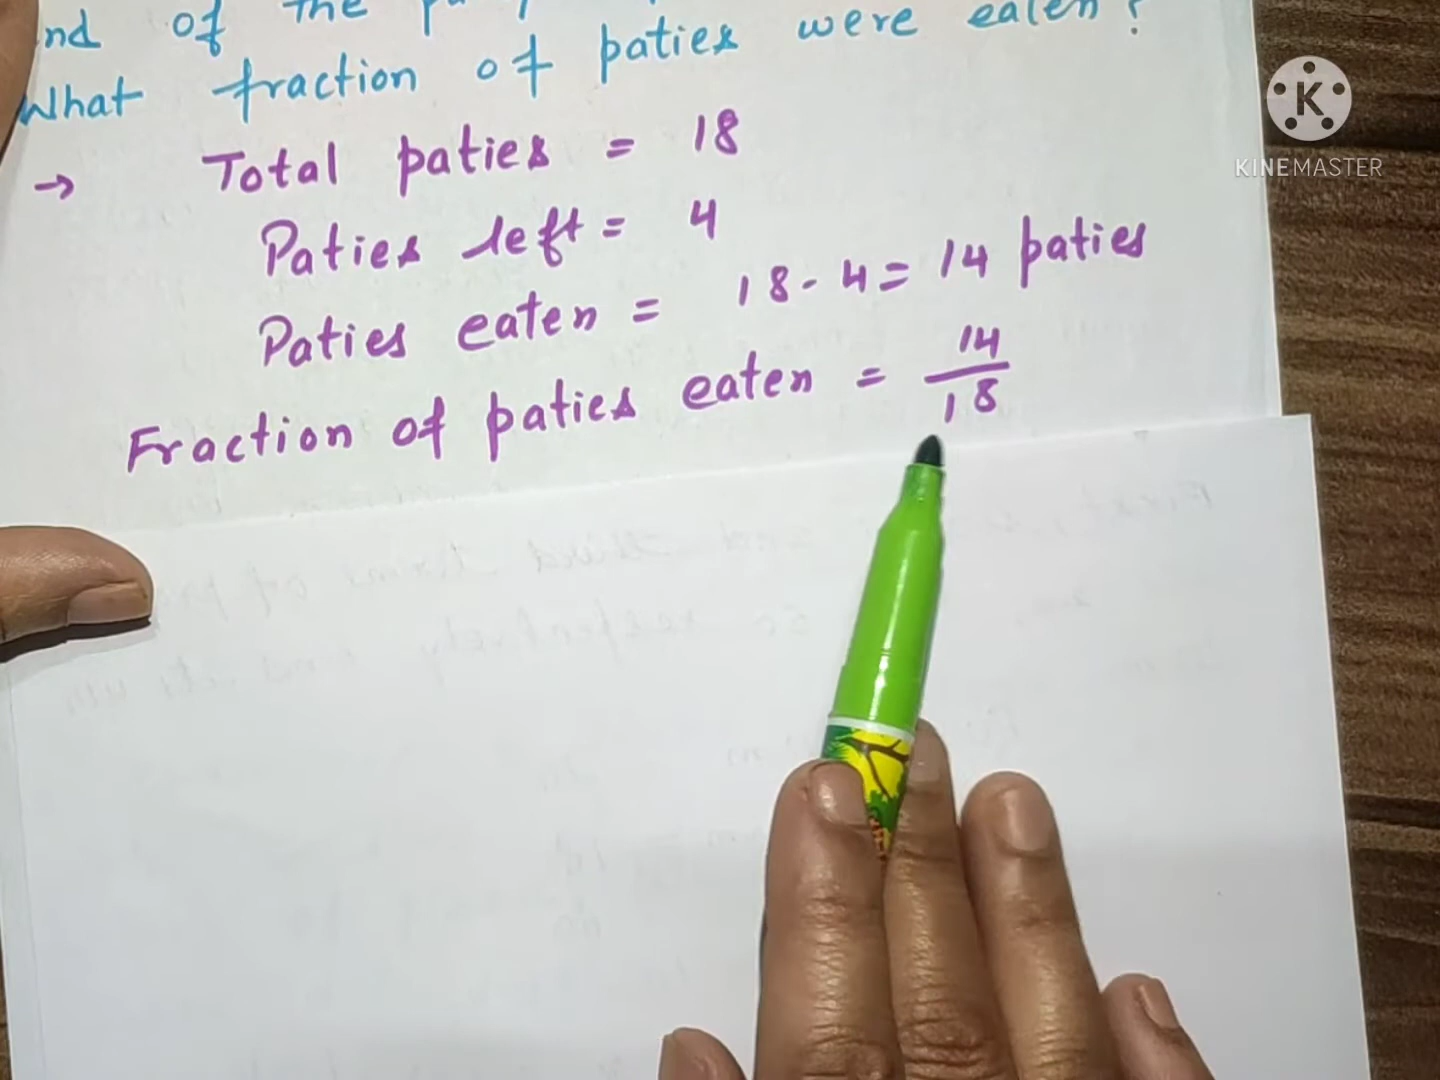 nd of the
What fraction of paties were eaten?
→ Total paties = 18
Paties left = 4
Paties eaten = 18 - 4 = 14 paties
Fraction of paties eaten = 14/18
K
KINEMASTER